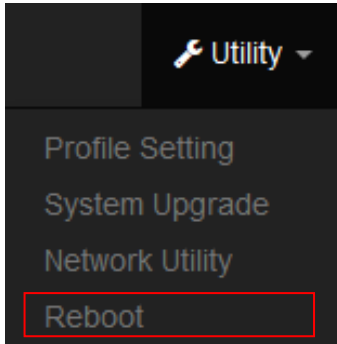 Utility
Profile Setting
System Upgrade
Network Utility
Reboot